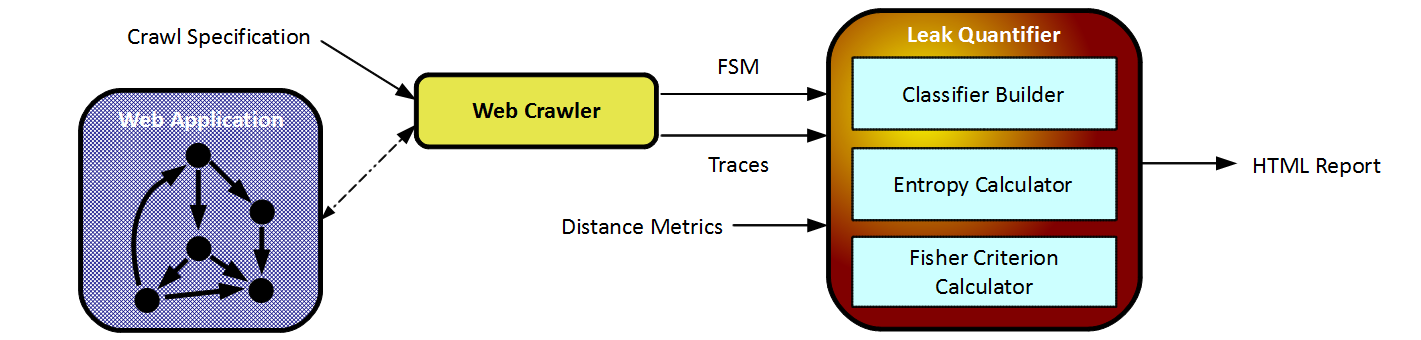 Crawl Specification
Web Application
Web Crawler
FSM
Traces
Distance Metrics
Leak Quantifier
Classifier Builder
Entropy Calculator
Fisher Criterion
Calculator
HTML Report